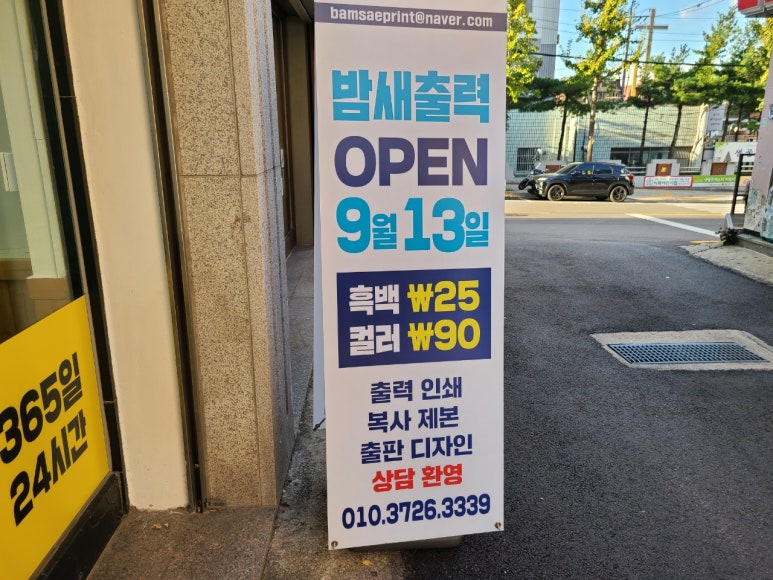 bamsaeprint@naver.com
밤새출력
OPEN
9월 13일
흑백 ₩25
컬러 ₩90
출력 인쇄
복사 제본
출판 디자인
상담 환영
010.3726.3339
365일
24시간